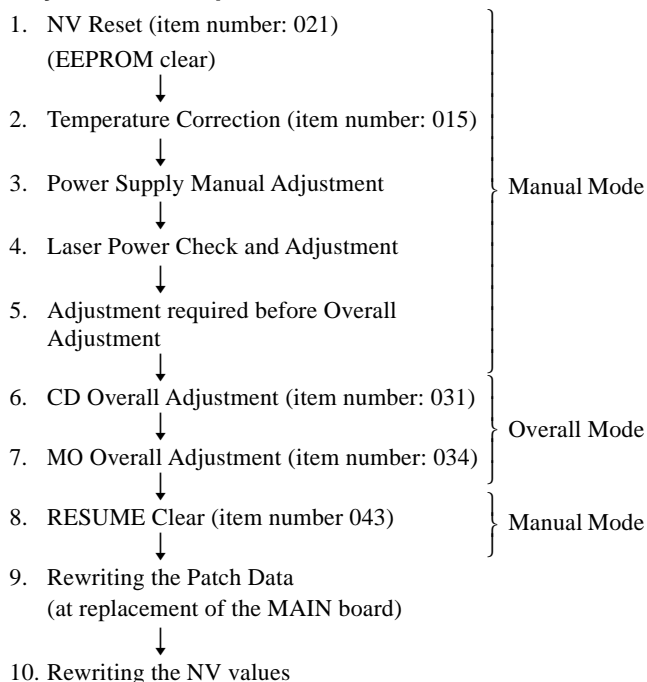 1. NV Reset (item number: 021)
(EEPROM clear)
2. Temperature Correction (item number: 015)
3. Power Supply Manual Adjustment
Manual Mode
4. Laser Power Check and Adjustment
5. Adjustment required before Overall
Adjustment
6. CD Overall Adjustment (item number: 031)
Overall Mode
7. MO Overall Adjustment (item number: 034)
8. RESUME Clear (item number 043)
Manual Mode
9. Rewriting the Patch Data
(at replacement of the MAIN board)
10. Rewriting the NV values